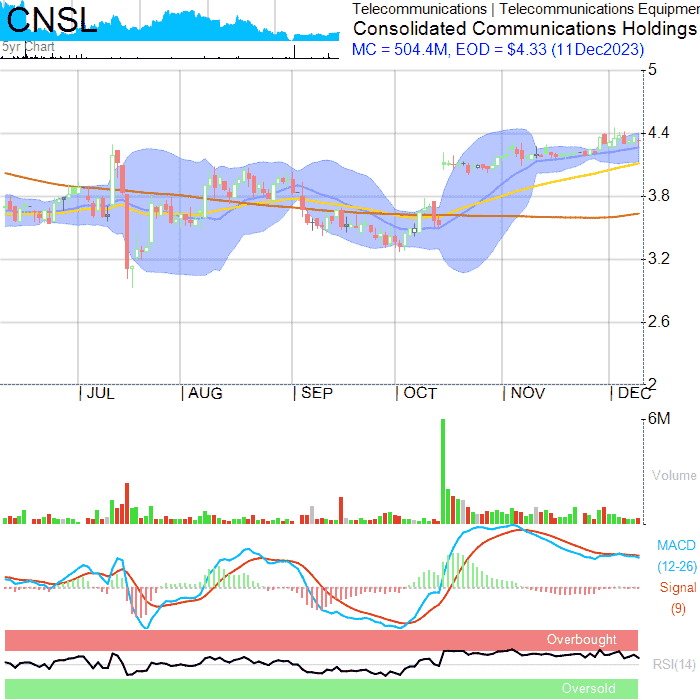 CNSL
5yr Chart
Telecommunications | Telecommunications Equipmen
Consolidated Communications Holdings
MC = 504.4M, EOD = $4.33 (11Dec2023)
5
4.4
3.8
3.2
2.6
2
JUL AUG SEP OCT NOV DEC
6M
Volume
MACD
(12-26)
Signal
(9)
Overbought
RSI(14)
Oversold